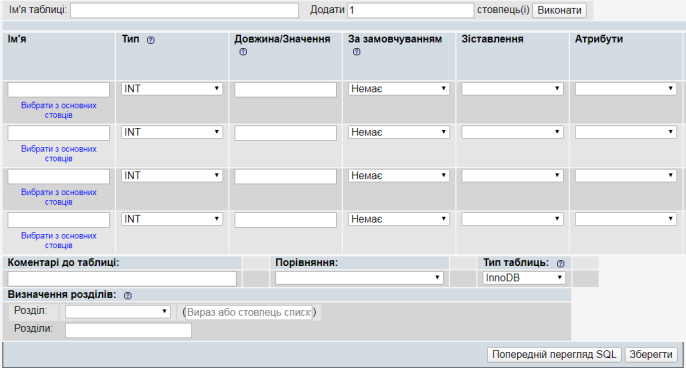 Ім'я таблиці: Додати 1 стовпець(і) Виконати
Ім'я Тип Довжина/Значення За замовчуванням Зіставлення Атрибути
INT Немає
Вибрати з основних
стовців
INT Немає
Вибрати з основних
стовців
INT Немає
Вибрати з основних
стовців
INT Немає
Вибрати з основних
стовців
Коментарі до таблиці: Порівняння: Тип таблиць:
InnoDB
Визначення розділів:
Розділ: (Вираз або стовпець списк)
Розділи:
Попередній перегляд SQL Зберегти